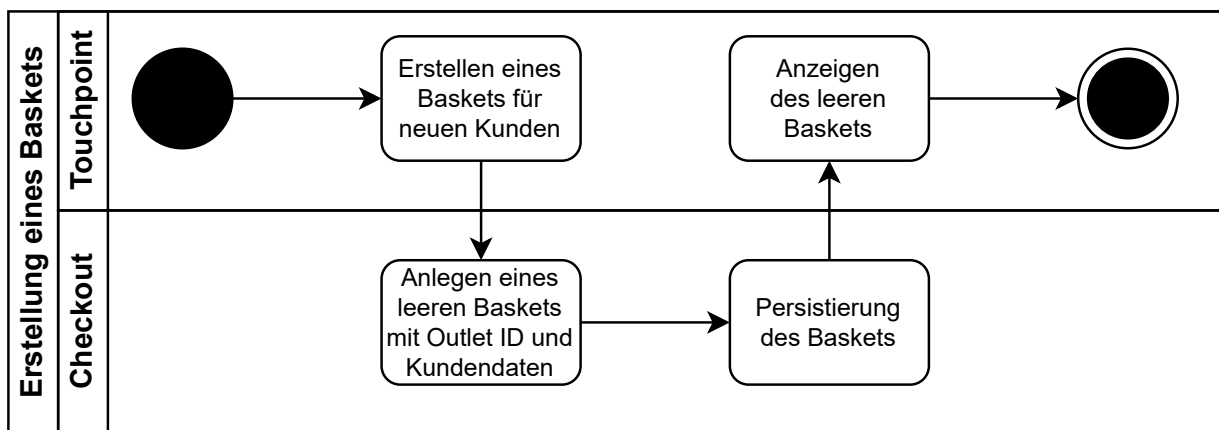 Erstellung eines Baskets
Touchpoint
Erstellen eines
Baskets für
neuen Kunden
Anzeigen
des leeren
Baskets
Checkout
Anlegen eines
leeren Baskets
mit Outlet ID und
Kundendaten
Persistierung
des Baskets